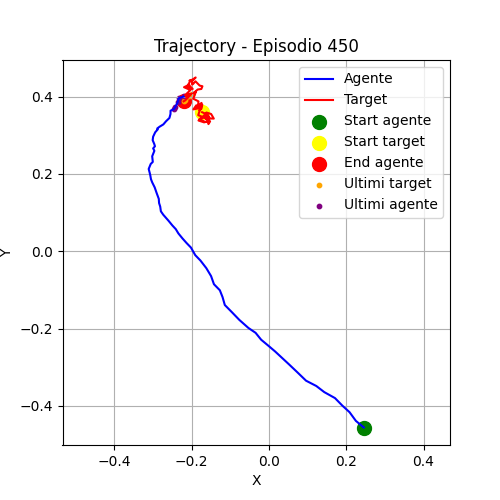 Trajectory - Episodio 450
Agente
Target
Start agente
Start target
End agente
Ultimi target
Ultimi agente
0.4
0.2
0.0
−0.2
−0.4
Y
−0.4
−0.2
0.0
0.2
0.4
X